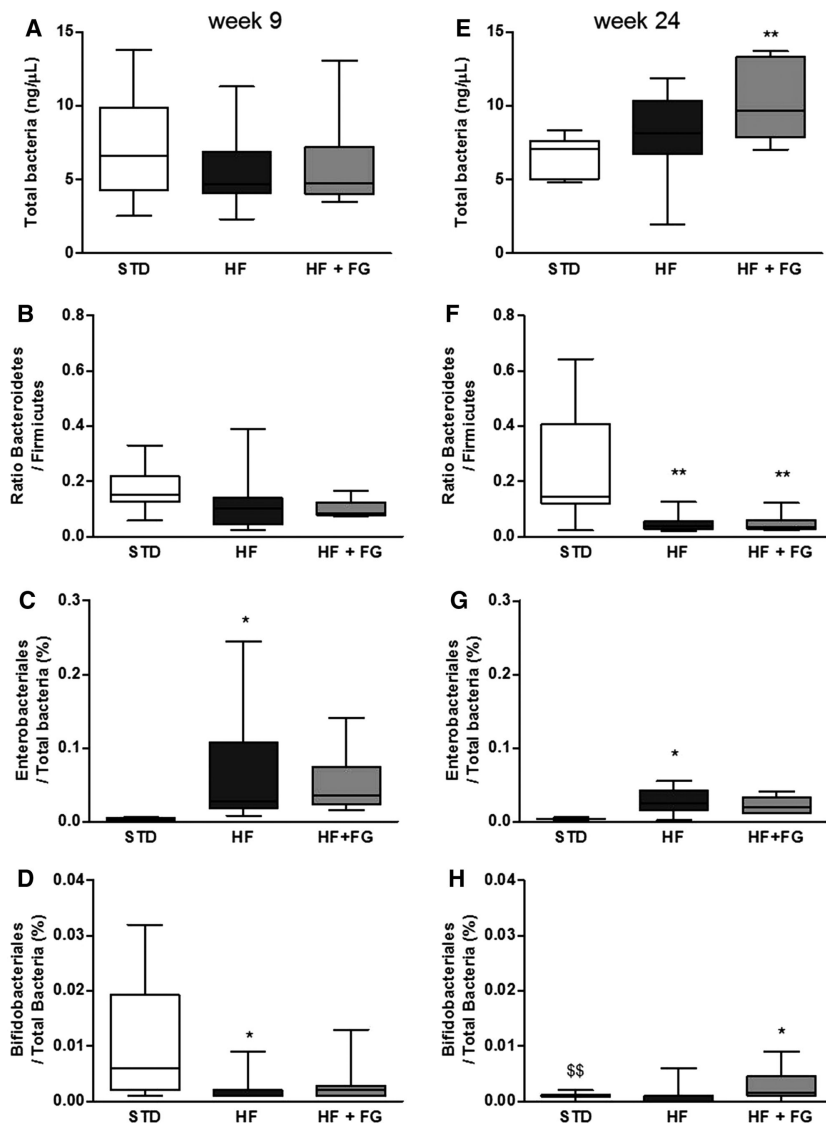 week 9
week 24
A
Total bacteria (ng/µL)
15
10
5
0
STD HF HF + FG
E
Total bacteria (ng/µL)
15
10
5
0
**
STD HF HF + FG
B
Ratio Bacteroidetes
/ Firmicutes
0.8
0.6
0.4
0.2
0.0
STD HF HF + FG
F
Ratio Bacteroidetes
/ Firmicutes
0.8
0.6
0.4
0.2
0.0
** **
STD HF HF + FG
C
Enterobacteriales
/ Total bacteria (%)
0.3
0.2
0.1
0.0
*
STD HF HF+FG
G
Enterobacteriales
/ Total bacteria (%)
0.3
0.2
0.1
0.0
*
STD HF HF+FG
D
Bifidobacteriales
/ Total Bacteria (%)
0.04
0.03
0.02
0.01
0.00
*
STD HF HF + FG
H
Bifidobacteriales
/ Total Bacteria (%)
0.04
0.03
0.02
0.01
0.00
$$ *
STD HF HF + FG